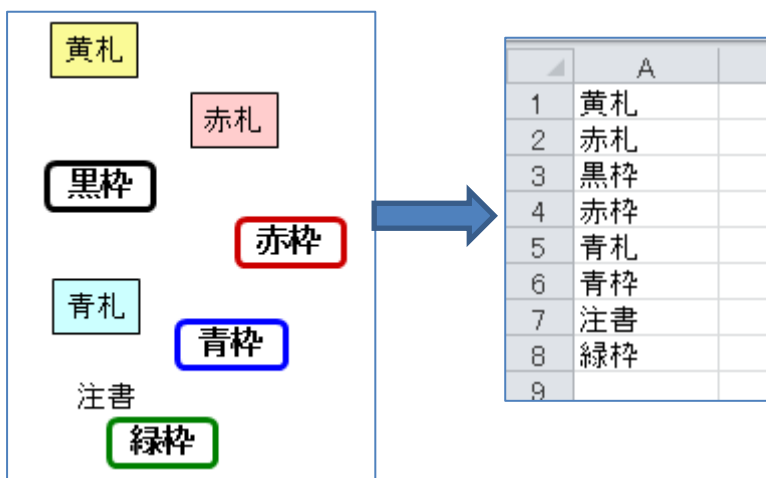 黄札
赤札
黒枠
赤枠
青札
青枠
注書
緑枠
A
1 黄札
2 赤札
3 黒枠
4 赤枠
5 青札
6 青枠
7 注書
8 緑枠
9